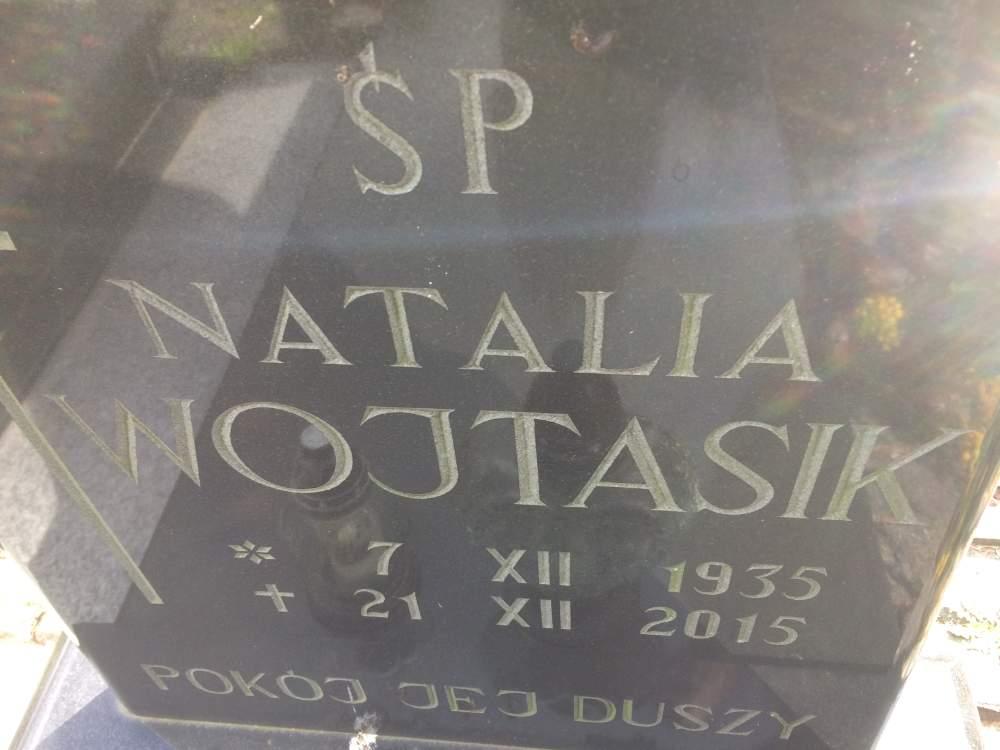 ŚP
NATALIA
WOJTASIK
* 7 XII 1935
+ 21 XII 2015
POKÓJ JEJ DUSZY